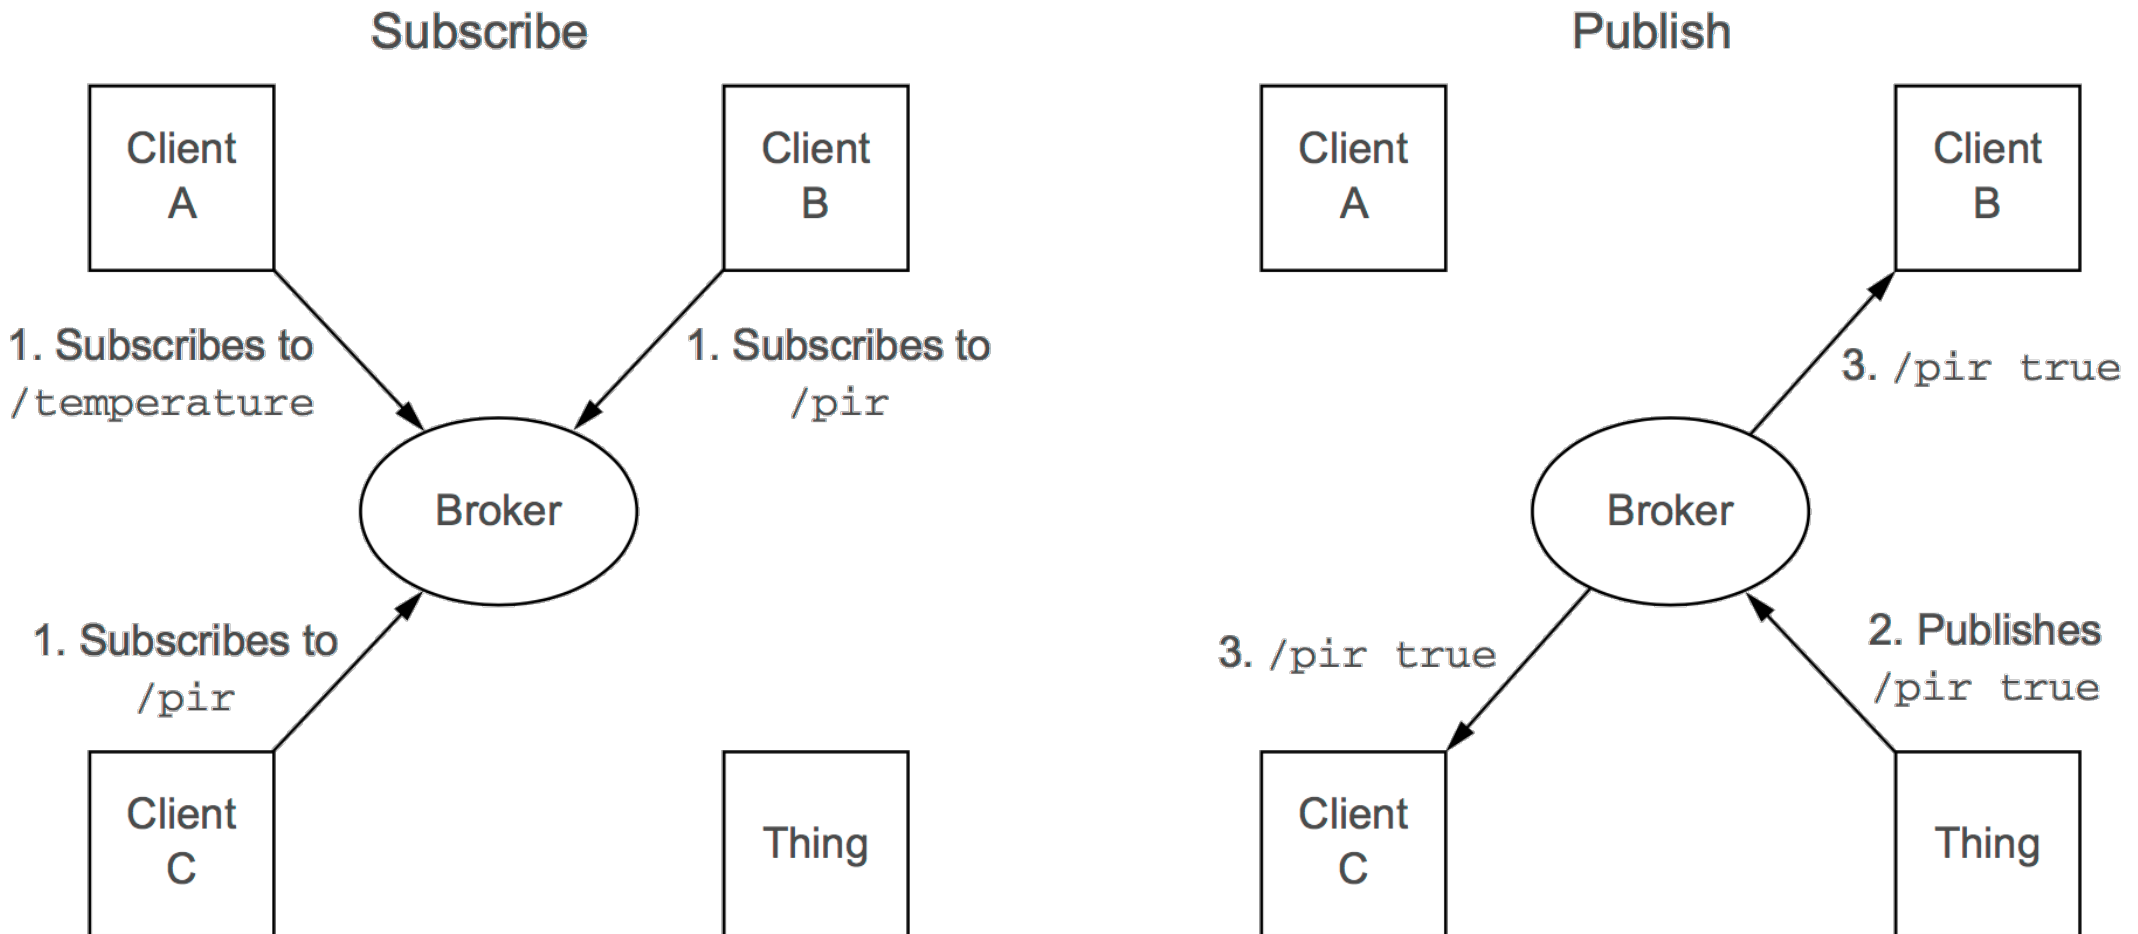 Subscribe
Client
A
Client
B
1. Subscribes to
/temperature
1. Subscribes to
/pir
Broker
1. Subscribes to
/pir
Client
C
Thing
Publish
Client
A
Client
B
3. /pir true
Broker
3. /pir true
2. Publishes
/pir true
Client
C
Thing